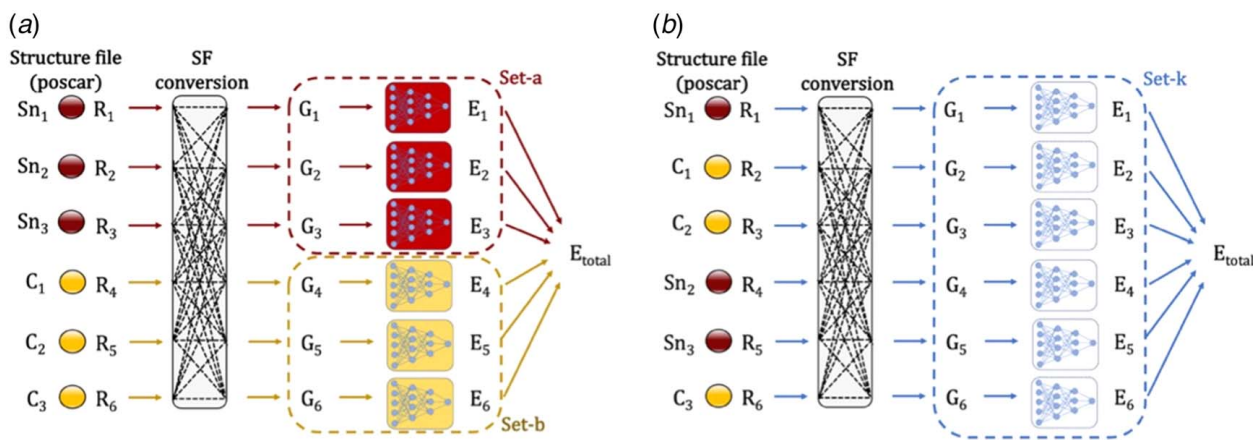 (a)
Structure file
(poscar)
SF
conversion
Set-a
Sn1 R1 G1 E1
Sn2 R2 G2 E2
Sn3 R3 G3 E3
C1 R4 G4 E4
C2 R5 G5 E5
C3 R6 G6 E6
Set-b
Etotal
(b)
Structure file
(poscar)
SF
conversion
Set-k
Sn1 R1 G1 E1
C1 R2 G2 E2
C2 R3 G3 E3
Sn2 R4 G4 E4
Sn3 R5 G5 E5
C3 R6 G6 E6
Etotal